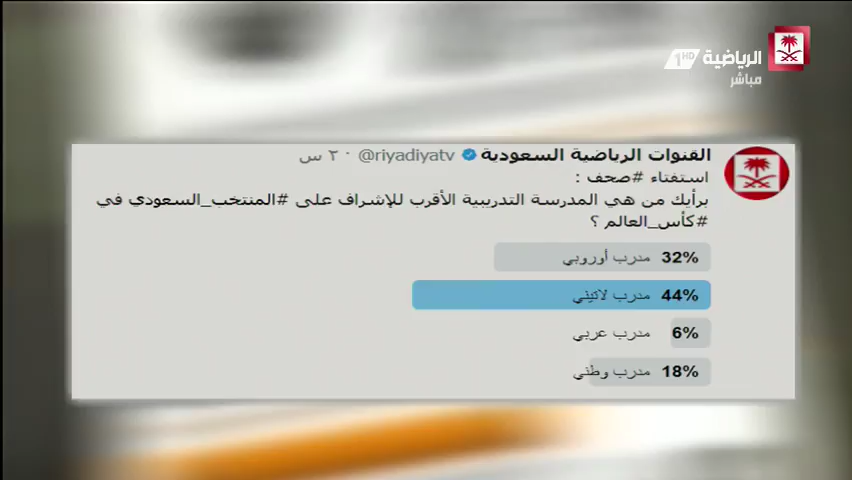 الرياضية 1HD
مباشر
القنوات الرياضية السعودية @riyadiyatv · ٢ س
استفتاء #صحف :
برأيك من هي المدرسة التدريبية الأقرب للإشراف على #المنتخب_السعودي في
#كأس_العالم ؟
32% مدرب أوروبي
44% مدرب لاتيني
6% مدرب عربي
18% مدرب وطني